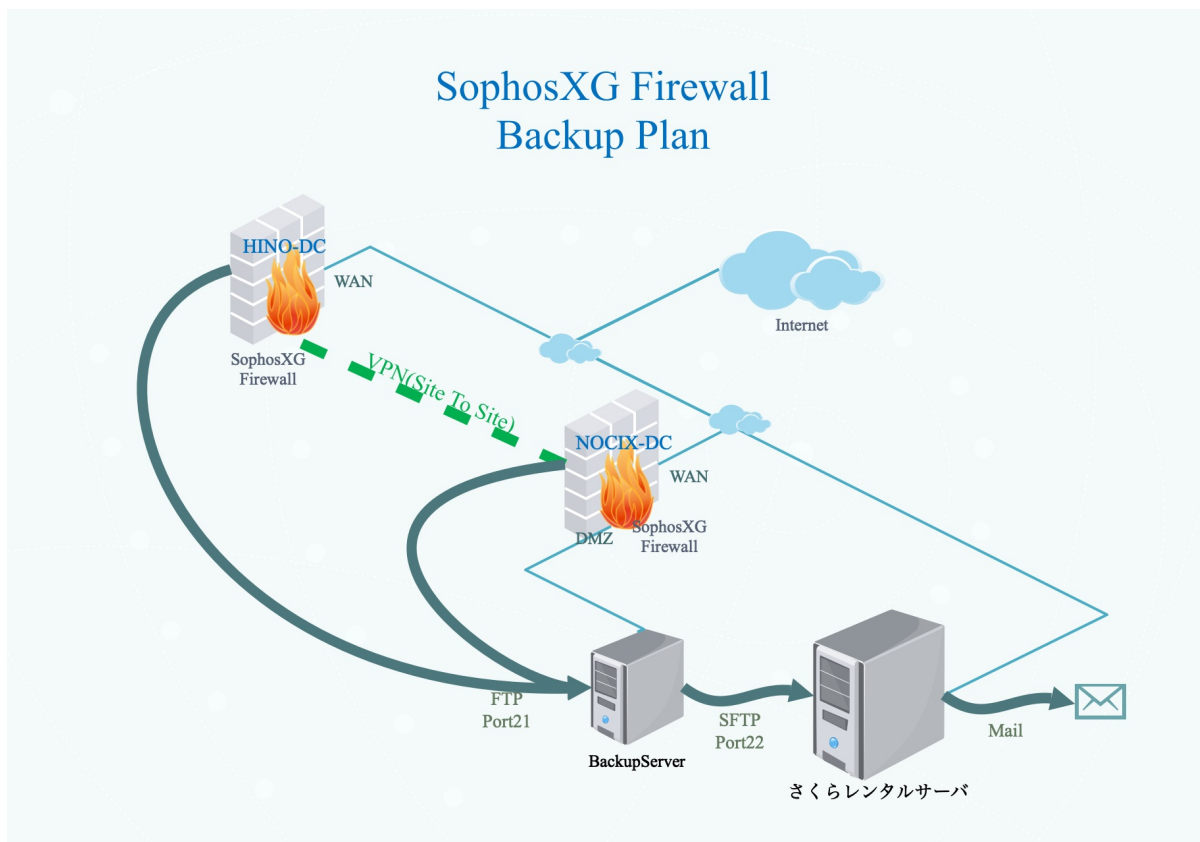 SophosXG Firewall
Backup Plan
HINO-DC
WAN
Internet
SophosXG
Firewall
VPN(Site To Site)
NOCIX-DC
WAN
DMZ
SophosXG
Firewall
FTP
Port21
SFTP
Port22
Mail
BackupServer
さくらレンタルサーバ